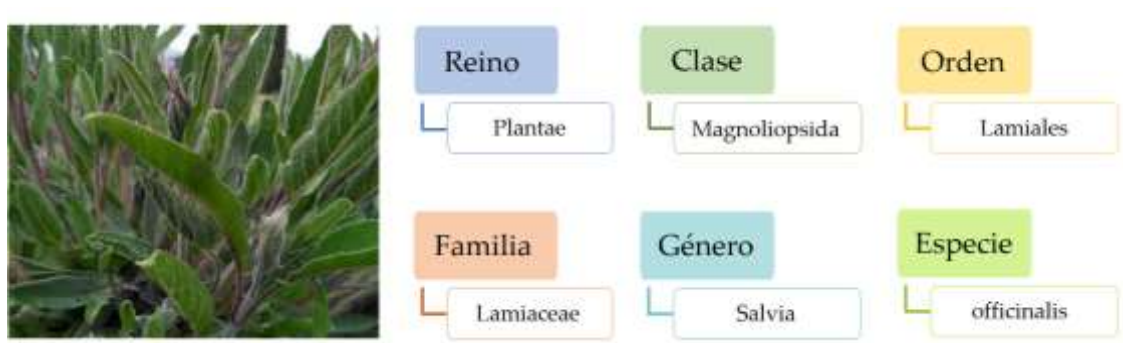 Reino
Plantae
Clase
Magnoliopsida
Orden
Lamiales
Familia
Lamiaceae
Género
Salvia
Especie
officinalis